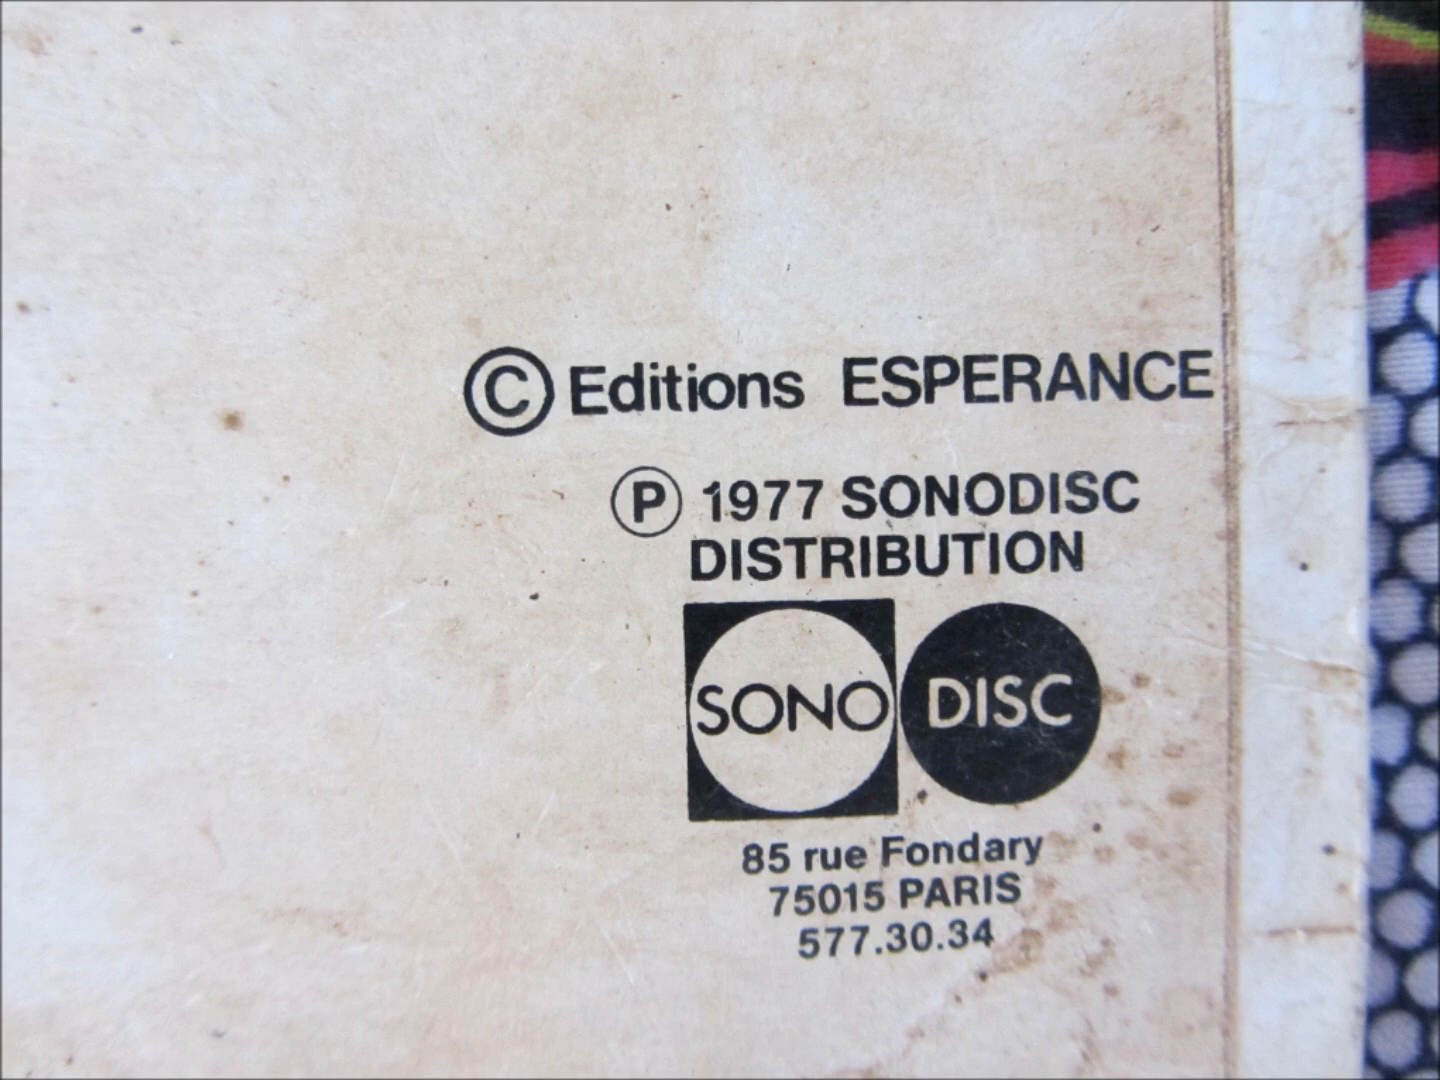 © Editions ESPERANCE
℗ 1977 SONODISC
DISTRIBUTION
SONO DISC
85 rue Fondary
75015 PARIS
577.30.34